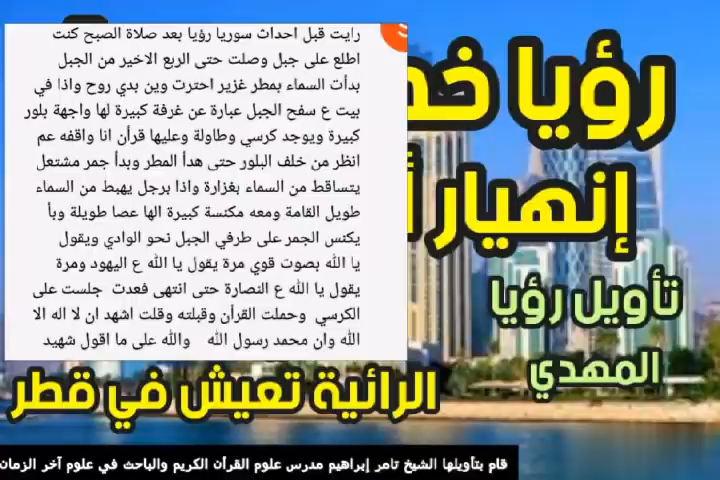 رايت قبل احداث سوريا رؤيا بعد صلاة الصبح كنت
اطلع على جبل وصلت حتى الربع الاخير من الجبل
بدأت السماء بمطر غزير احترت وين بدي روح واذا في
بيت ع سفح الجبل عبارة عن غرفة كبيرة لها واجهة بلور
كبيرة ويوجد كرسي وطاولة وعليها قرأن انا واقفه عم
انظر من خلف البلور حتى هدأ المطر وبدأ جمر مشتعل
يتساقط من السماء بغزارة واذا برجل يهبط من السماء
طويل القامة ومعه مكنسة كبيرة الها عصا طويلة وبأ
يكنس الجمر على طرفي الجبل نحو الوادي ويقول
يا الله بصوت قوي مرة يقول يا الله ع اليهود ومرة
يقول يا الله ع النصارة حتى انتهى فعدت جلست على
الكرسي وحملت القرأن وقبلته وقلت اشهد ان لا اله الا
الله وان محمد رسول الله والله على ما اقول شهيد
رؤيا
إنهيار
تأويل رؤيا
المهدي
الرائية تعيش في قطر
قام بتأويلها الشيخ تامر إبراهيم مدرس علوم القرأن الكريم والباحث في علوم آخر الزمان